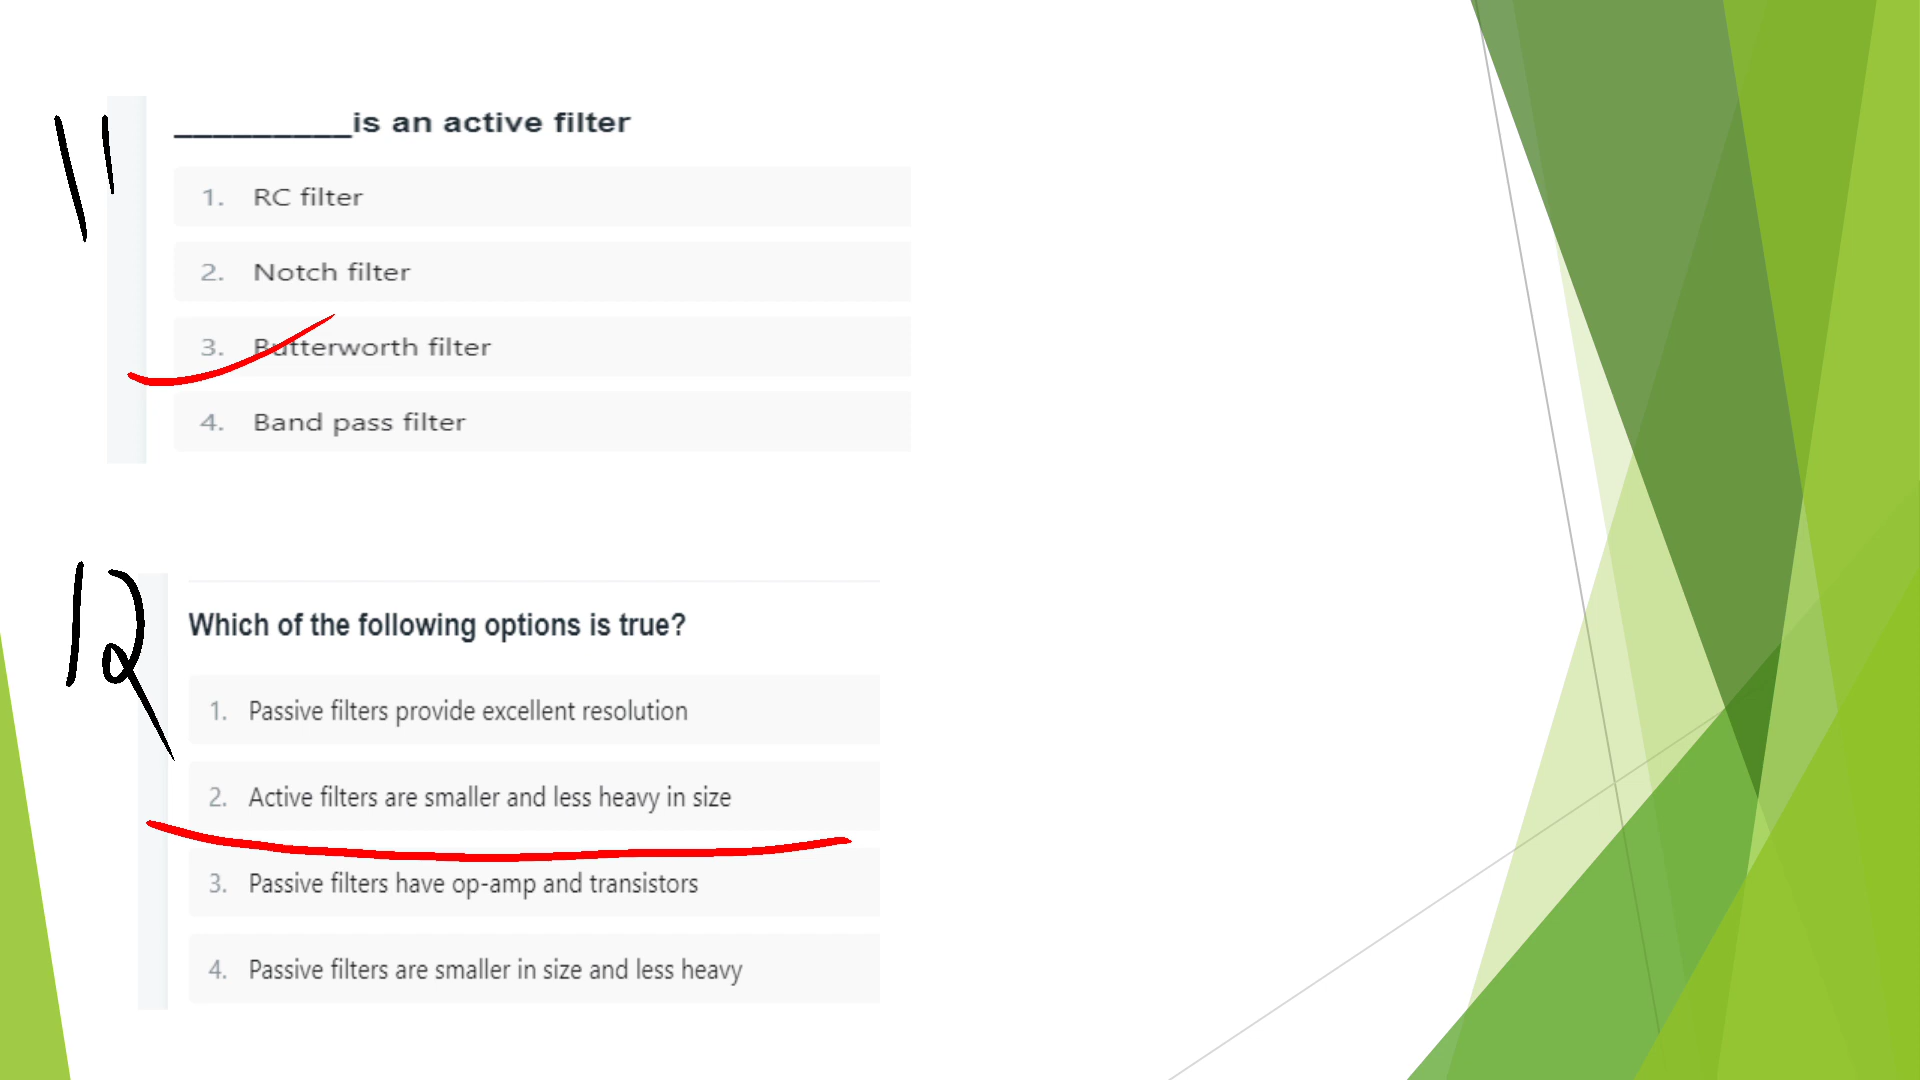 11
_________is an active filter
1. RC filter
2. Notch filter
3. Butterworth filter
4. Band pass filter
12
Which of the following options is true?
1. Passive filters provide excellent resolution
2. Active filters are smaller and less heavy in size
3. Passive filters have op-amp and transistors
4. Passive filters are smaller in size and less heavy